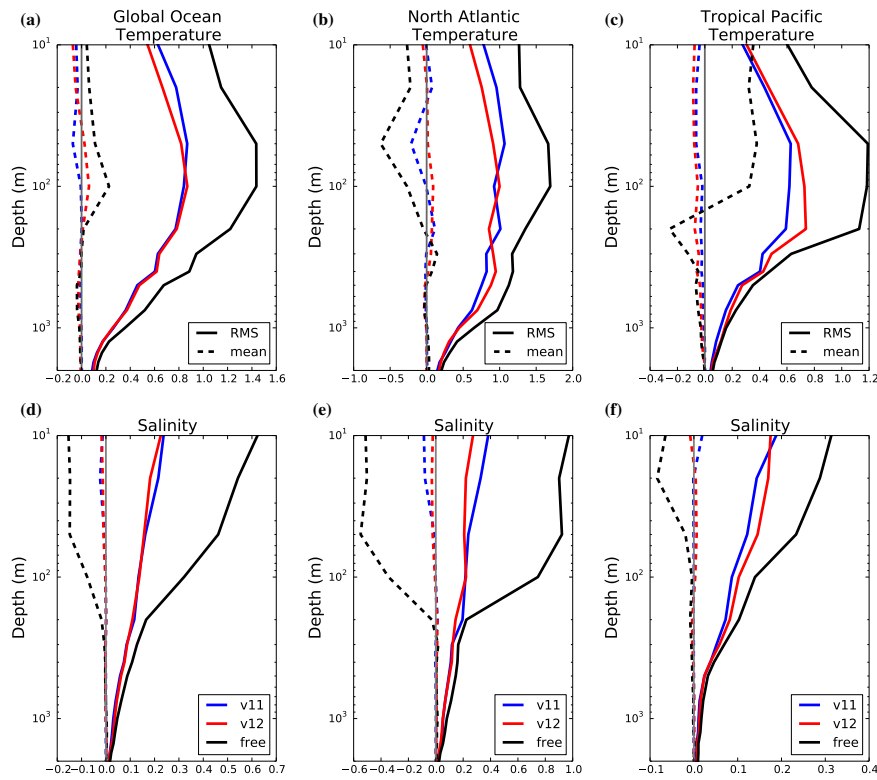 (a) Global Ocean Temperature
(b) North Atlantic Temperature
(c) Tropical Pacific Temperature
Depth (m)
10¹
10²
10³
RMS
mean
−0.2 0.0 0.2 0.4 0.6 0.8 1.0 1.2 1.4 1.6
Depth (m)
10¹
10²
10³
RMS
mean
−1.0 −0.5 0.0 0.5 1.0 1.5 2.0
Depth (m)
10¹
10²
10³
RMS
mean
−0.4 −0.2 0.0 0.2 0.4 0.6 0.8 1.0 1.2
(d) Salinity
Depth (m)
10¹
10²
10³
v11
v12
free
−0.2 −0.1 0.0 0.1 0.2 0.3 0.4 0.5 0.6 0.7
(e) Salinity
Depth (m)
10¹
10²
10³
v11
v12
free
−0.6 −0.4 −0.2 0.0 0.2 0.4 0.6 0.8 1.0
(f) Salinity
Depth (m)
10¹
10²
10³
v11
v12
free
−0.1 0.0 0.1 0.2 0.3 0.4